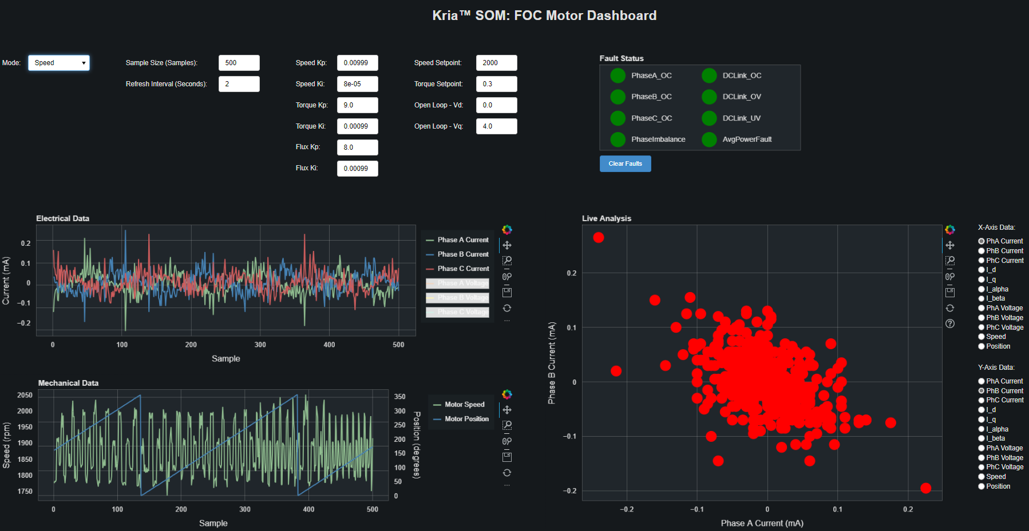 Kria™ SOM: FOC Motor Dashboard
Mode: Speed
Sample Size (Samples): 500
Refresh Interval (Seconds): 2
Speed Kp: 0.00999
Speed Ki: 8e-05
Torque Kp: 9.0
Torque Ki: 0.00099
Flux Kp: 8.0
Flux Ki: 0.00099
Speed Setpoint: 2000
Torque Setpoint: 0.3
Open Loop - Vd: 0.0
Open Loop - Vq: 4.0
Fault Status
PhaseA_OC DCLink_OC
PhaseB_OC DCLink_OV
PhaseC_OC DCLink_UV
PhaseImbalance AvgPowerFault
Clear Faults
Electrical Data
Current (mA)
0.2
0.1
0
−0.1
−0.2
0 100 200 300 400 500
Sample
Phase A Current
Phase B Current
Phase C Current
Phase A Voltage
Phase B Voltage
Phase C Voltage
Mechanical Data
Speed (rpm)
2050
2000
1950
1900
1850
1800
1750
0 100 200 300 400 500
Sample
350
300
250
200
150
100
50
0
Position (degrees)
Motor Speed
Motor Position
Live Analysis
Phase B Current (mA)
0.2
0.1
0
−0.1
−0.2
−0.2 −0.1 0 0.1 0.2
Phase A Current (mA)
X-Axis Data:
PhA Current
PhB Current
PhC Current
I_d
I_q
I_alpha
I_beta
PhA Voltage
PhB Voltage
PhC Voltage
Speed
Position
Y-Axis Data:
PhA Current
PhB Current
PhC Current
I_d
I_q
I_alpha
I_beta
PhA Voltage
PhB Voltage
PhC Voltage
Speed
Position